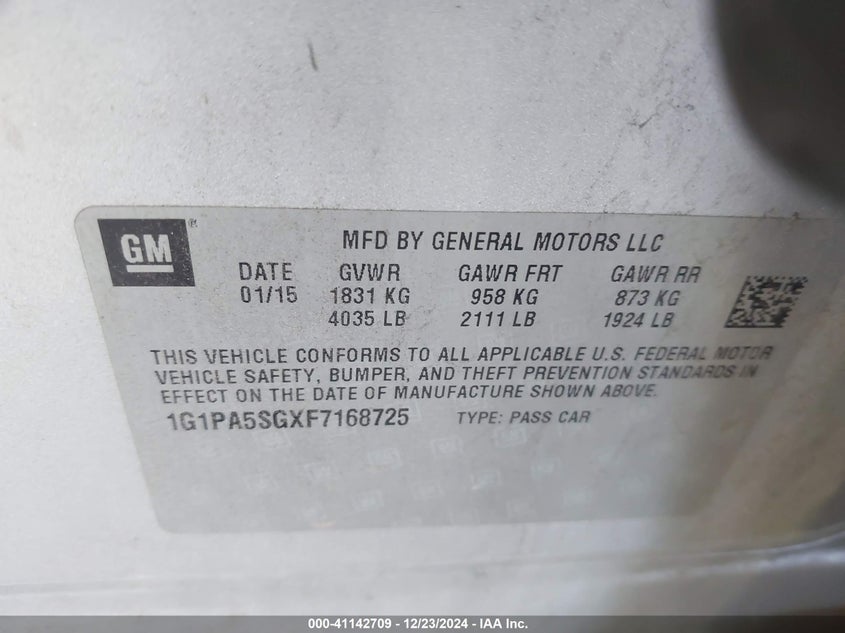 GM®
MFD BY GENERAL MOTORS LLC
DATE GVWR GAWR FRT GAWR RR
01/15 1831 KG 958 KG 873 KG
4035 LB 2111 LB 1924 LB
THIS VEHICLE CONFORMS TO ALL APPLICABLE U.S. FEDERAL MOTOR
VEHICLE SAFETY, BUMPER, AND THEFT PREVENTION STANDARDS IN
EFFECT ON THE DATE OF MANUFACTURE SHOWN ABOVE.
1G1PA5SGXF7168725 TYPE: PASS CAR
000-41142709 - 12/23/2024 - IAA Inc.